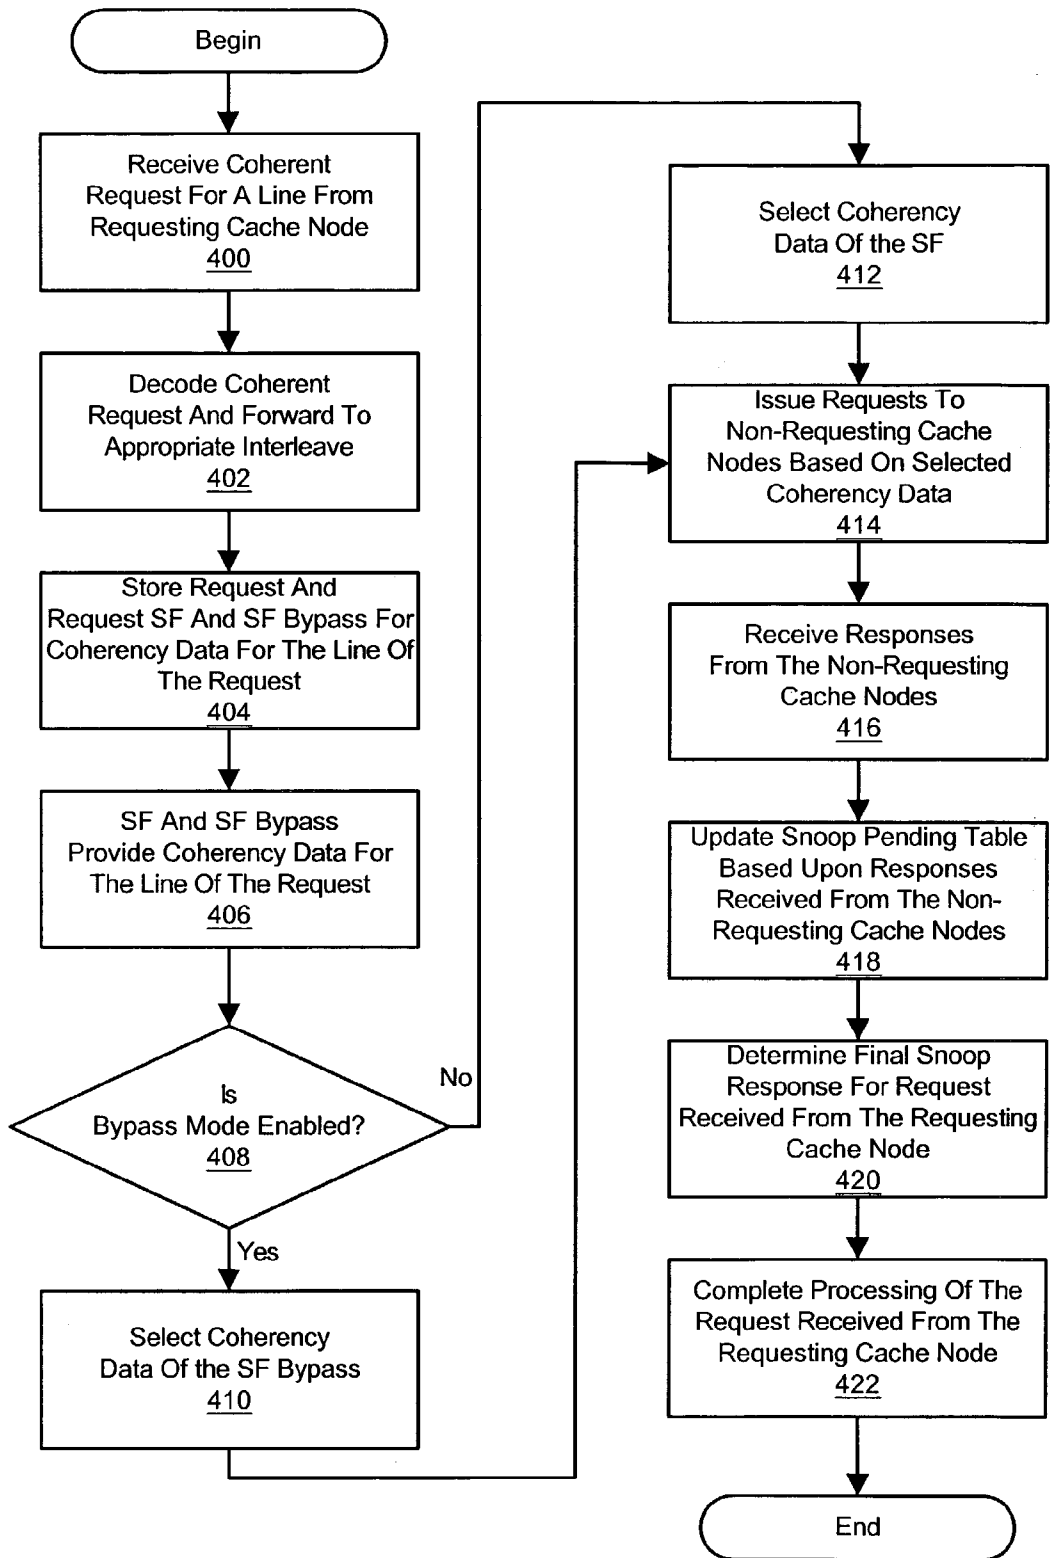 Begin
Receive Coherent
Request For A Line From
Requesting Cache Node
400
Decode Coherent
Request And Forward To
Appropriate Interleave
402
Store Request And
Request SF And SF Bypass For
Coherency Data For The Line Of
The Request
404
SF And SF Bypass
Provide Coherency Data For
The Line Of The Request
406
Is
Bypass Mode Enabled?
408
No
Yes
Select Coherency
Data Of the SF Bypass
410
Select Coherency
Data Of the SF
412
Issue Requests To
Non-Requesting Cache
Nodes Based On Selected
Coherency Data
414
Receive Responses
From The Non-Requesting
Cache Nodes
416
Update Snoop Pending Table
Based Upon Responses
Received From The Non-
Requesting Cache Nodes
418
Determine Final Snoop
Response For Request
Received From The Requesting
Cache Node
420
Complete Processing Of The
Request Received From The
Requesting Cache Node
422
End